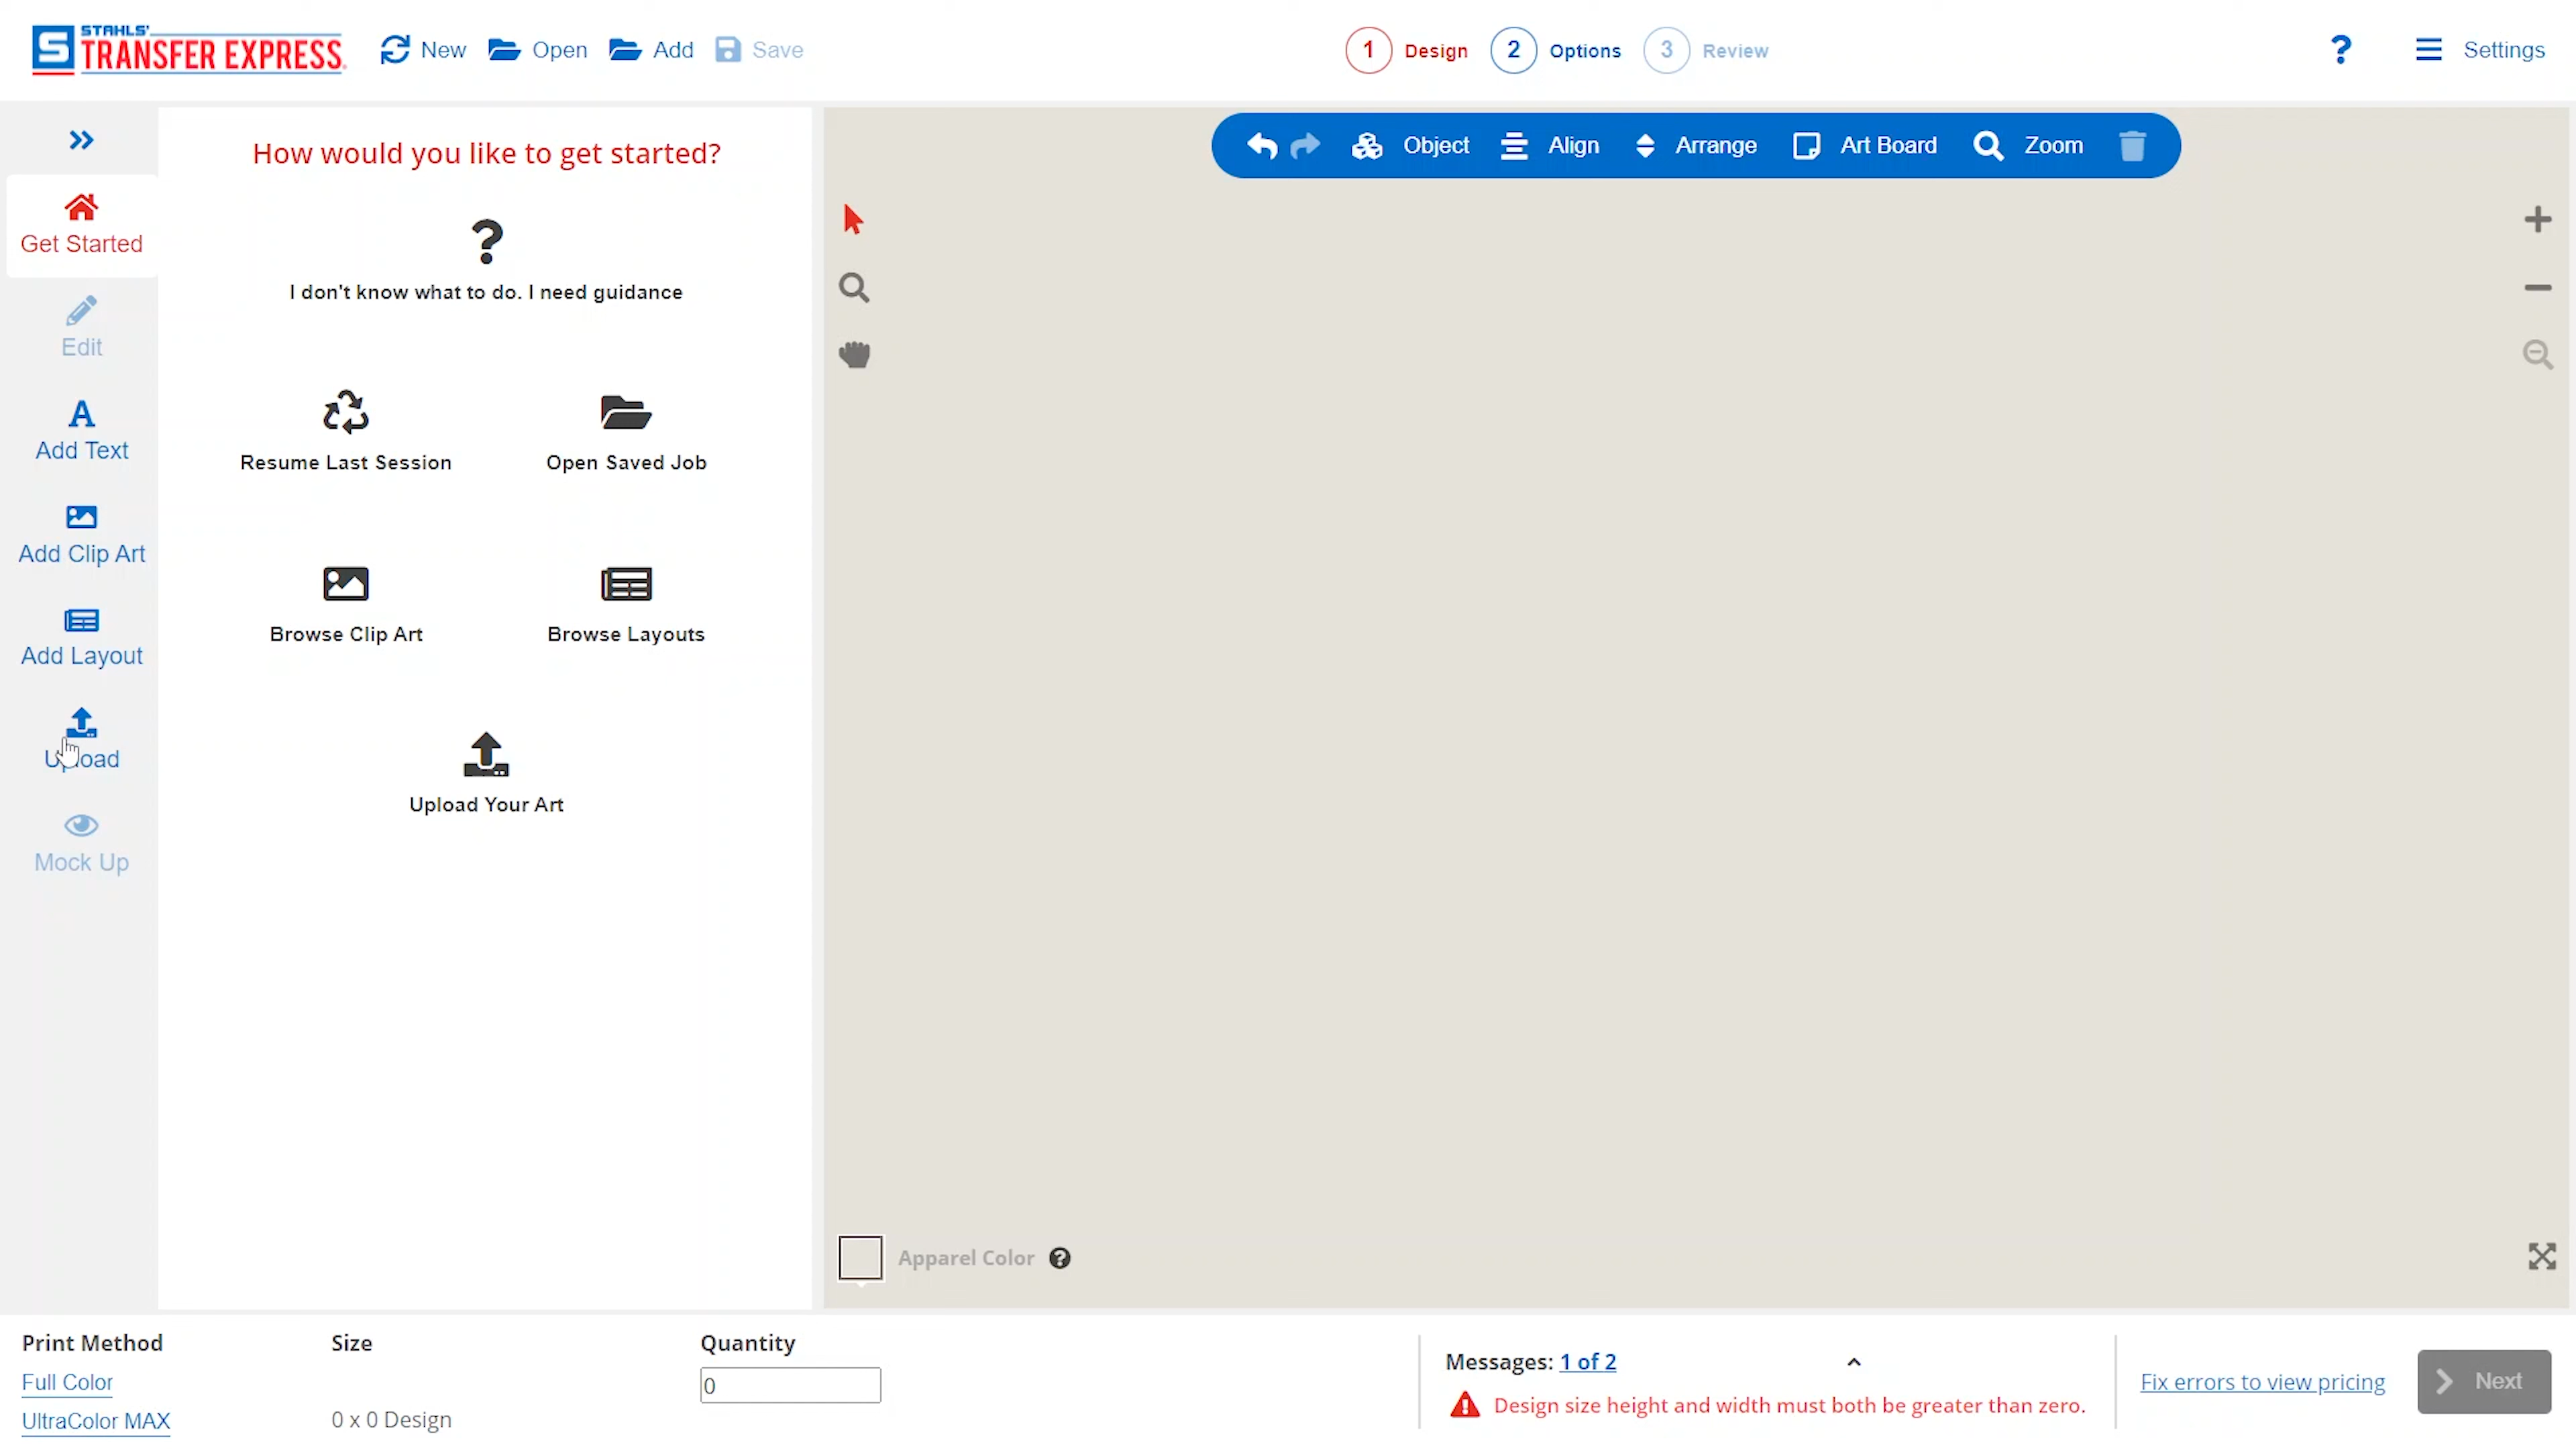 STAHLS'
TRANSFER EXPRESS
New
Open
Add
Save
1 Design
2 Options
3 Review
?
Settings
Get Started
Edit
Add Text
Add Clip Art
Add Layout
Upload
Mock Up
How would you like to get started?
I don't know what to do. I need guidance
Resume Last Session
Open Saved Job
Browse Clip Art
Browse Layouts
Upload Your Art
Object
Align
Arrange
Art Board
Zoom
Apparel Color
Print Method
Full Color
UltraColor MAX
Size
0 x 0 Design
Quantity
0
Messages: 1 of 2
Design size height and width must both be greater than zero.
Fix errors to view pricing
Next